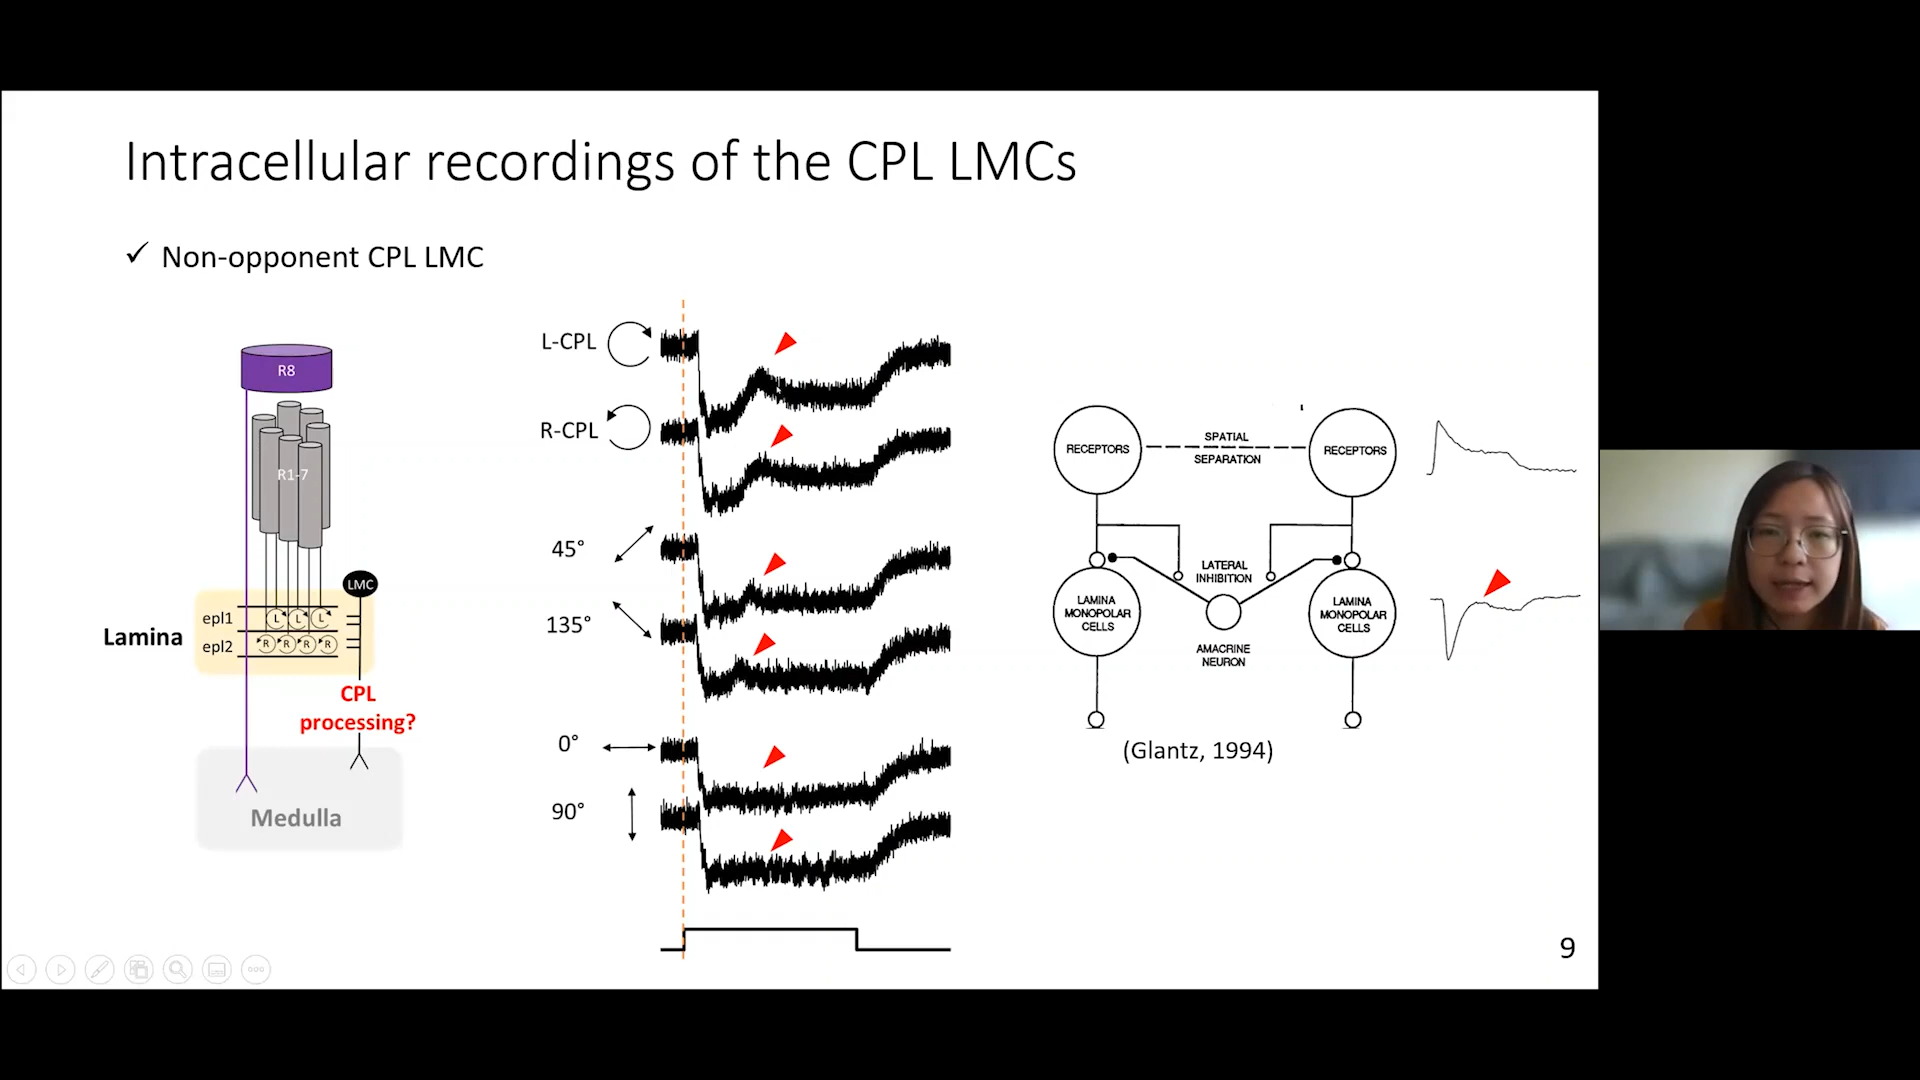 Intracellular recordings of the CPL LMCs
✓ Non-opponent CPL LMC
R8
R1-7
LMC
epl1
L L L
Lamina
epl2
R R R R
CPL
processing?
Medulla
L-CPL
R-CPL
45°
135°
0°
90°
RECEPTORS
SPATIAL
SEPARATION
RECEPTORS
LATERAL
INHIBITION
LAMINA
MONOPOLAR
CELLS
LAMINA
MONOPOLAR
CELLS
AMACRINE
NEURON
(Glantz, 1994)
9